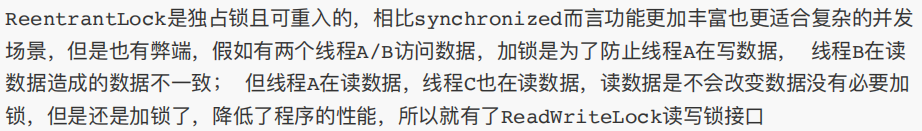 ReentrantLock是独占锁且可重入的，相比synchronized而言功能更加丰富也更适合复杂的并发
场景，但是也有弊端，假如有两个线程A/B访问数据，加锁是为了防止线程A在写数据， 线程B在读
数据造成的数据不一致； 但线程A在读数据，线程C也在读数据，读数据是不会改变数据没有必要加
锁，但是还是加锁了，降低了程序的性能，所以就有了ReadWriteLock读写锁接口